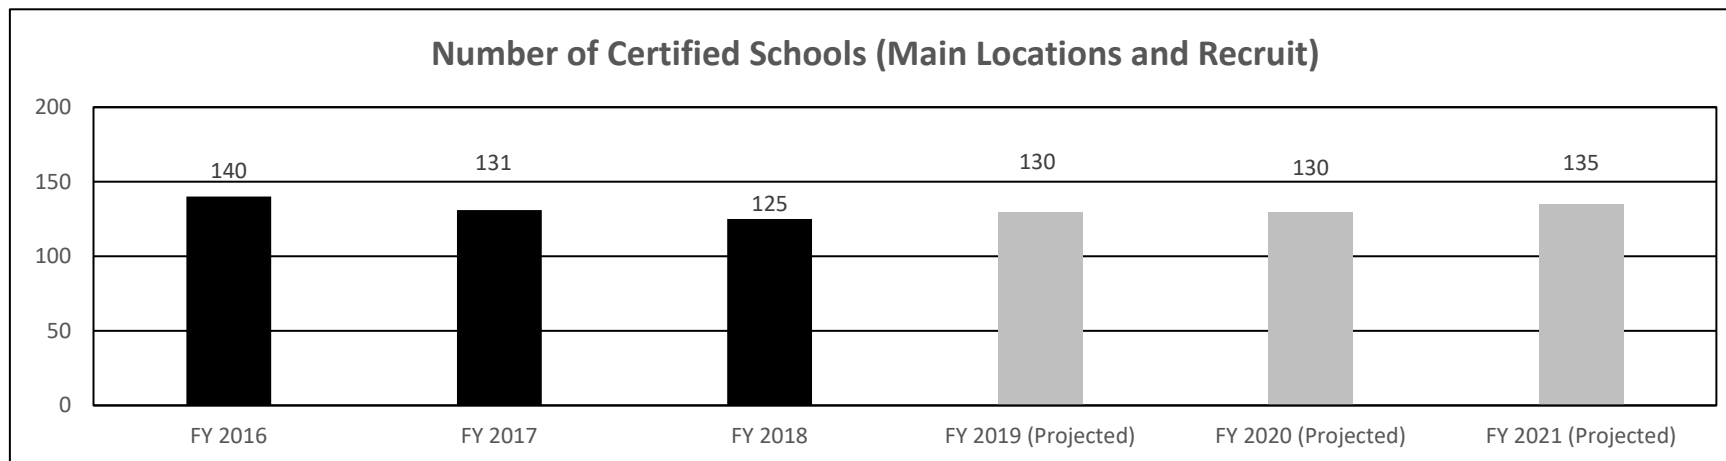 Number of Certified Schools (Main Locations and Recruit)
200
150
100
50
0
140
131
125
130
130
135
FY 2016
FY 2017
FY 2018
FY 2019 (Projected)
FY 2020 (Projected)
FY 2021 (Projected)